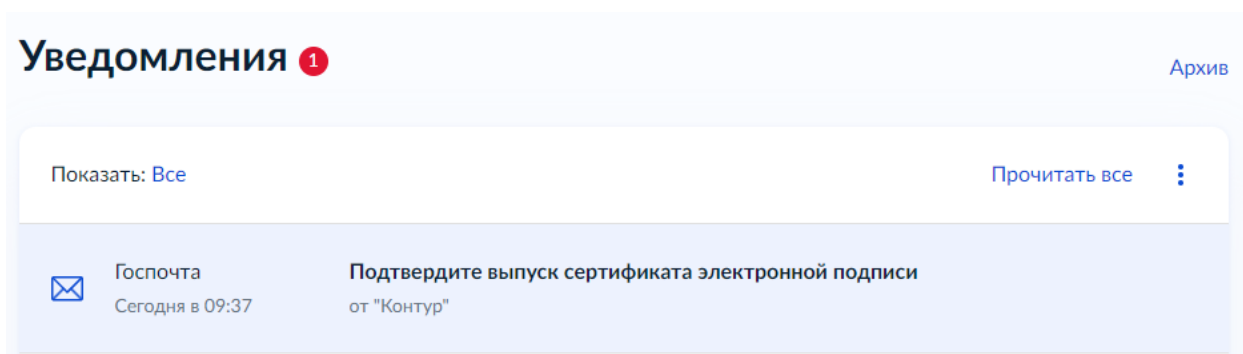 Уведомления 1
Архив
Показать: Все
Прочитать все
Госпочта
Подтвердите выпуск сертификата электронной подписи
Сегодня в 09:37
от "Контур"